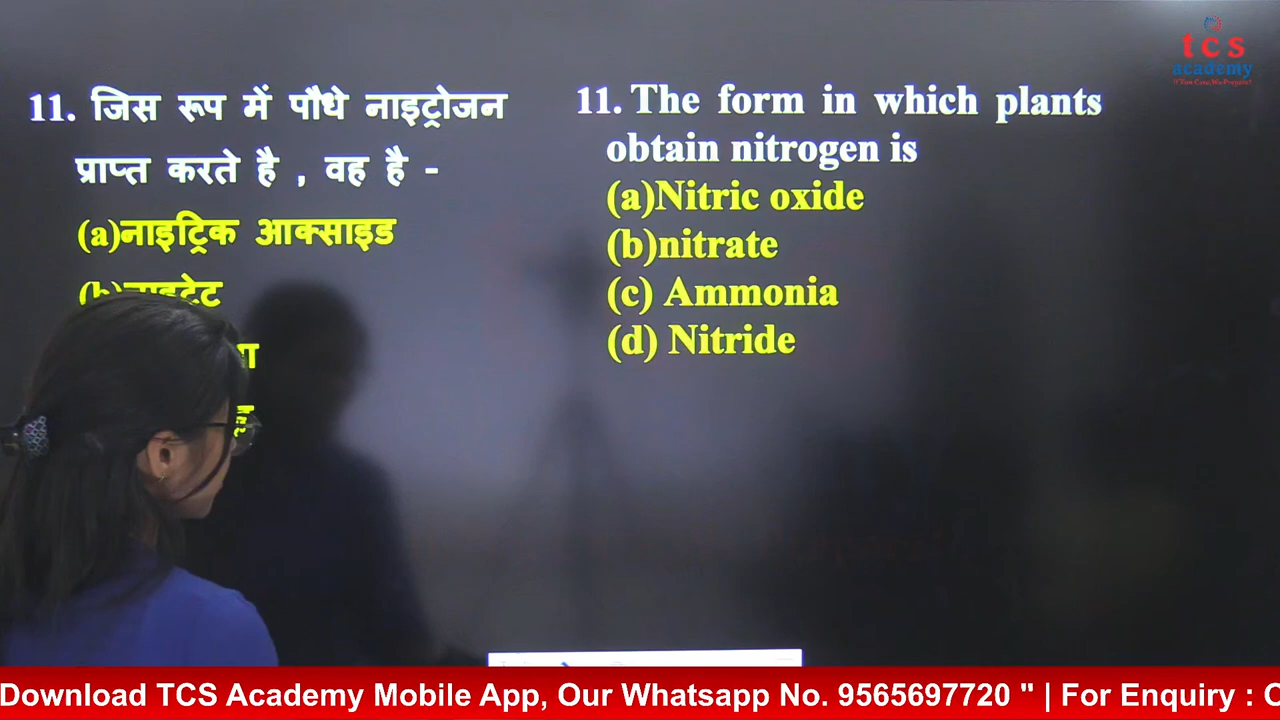 tcs
academy
11. जिस रूप में पौधे नाइट्रोजन
प्राप्त करते है , वह है -
(a)नाइट्रिक आक्साइड
(b)नाइट्रेट
11. The form in which plants
obtain nitrogen is
(a)Nitric oxide
(b)nitrate
(c) Ammonia
(d) Nitride
Download TCS Academy Mobile App, Our Whatsapp No. 9565697720 " | For Enquiry : C